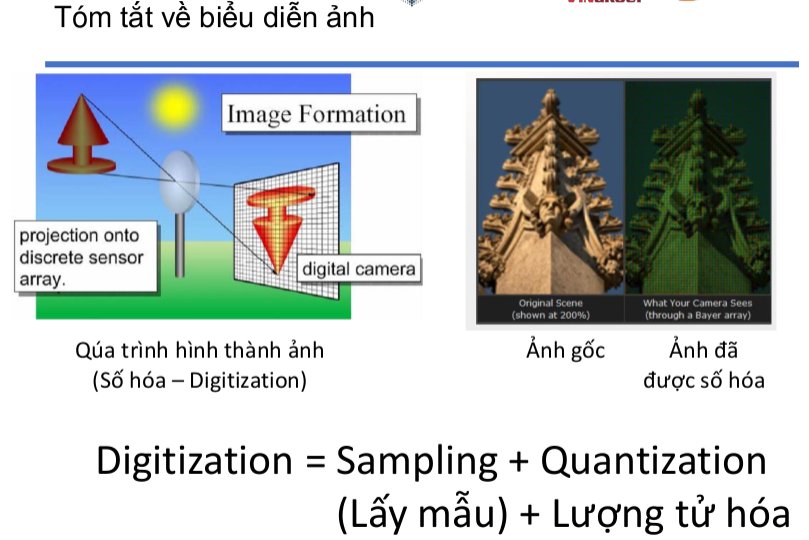 Tóm tắt về biểu diễn ảnh
Image Formation
projection onto
discrete sensor
array.
digital camera
Original Scene
(shown at 200%)
What Your Camera Sees
(through a Bayer array)
Qúa trình hình thành ảnh
(Số hóa – Digitization)
Ảnh gốc
Ảnh đã
được số hóa
Digitization = Sampling + Quantization
(Lấy mẫu) + Lượng tử hóa